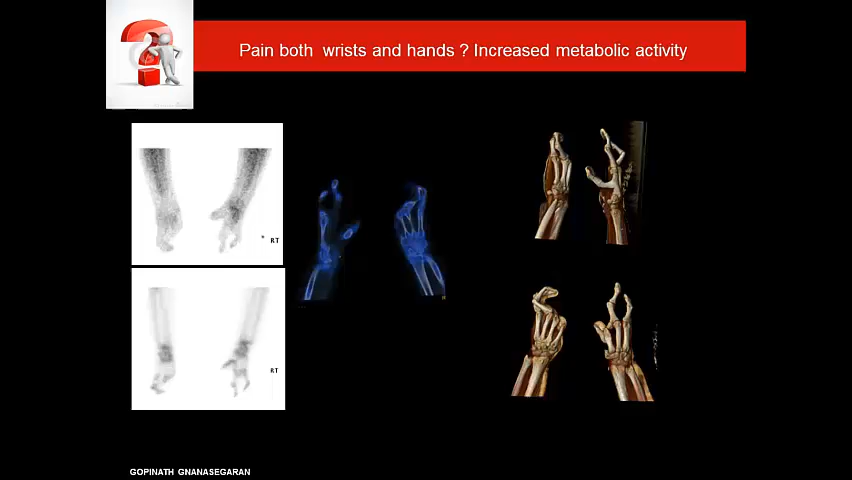 Pain both wrists and hands ? Increased metabolic activity
RT
RT
GOPINATH GNANASEGARAN